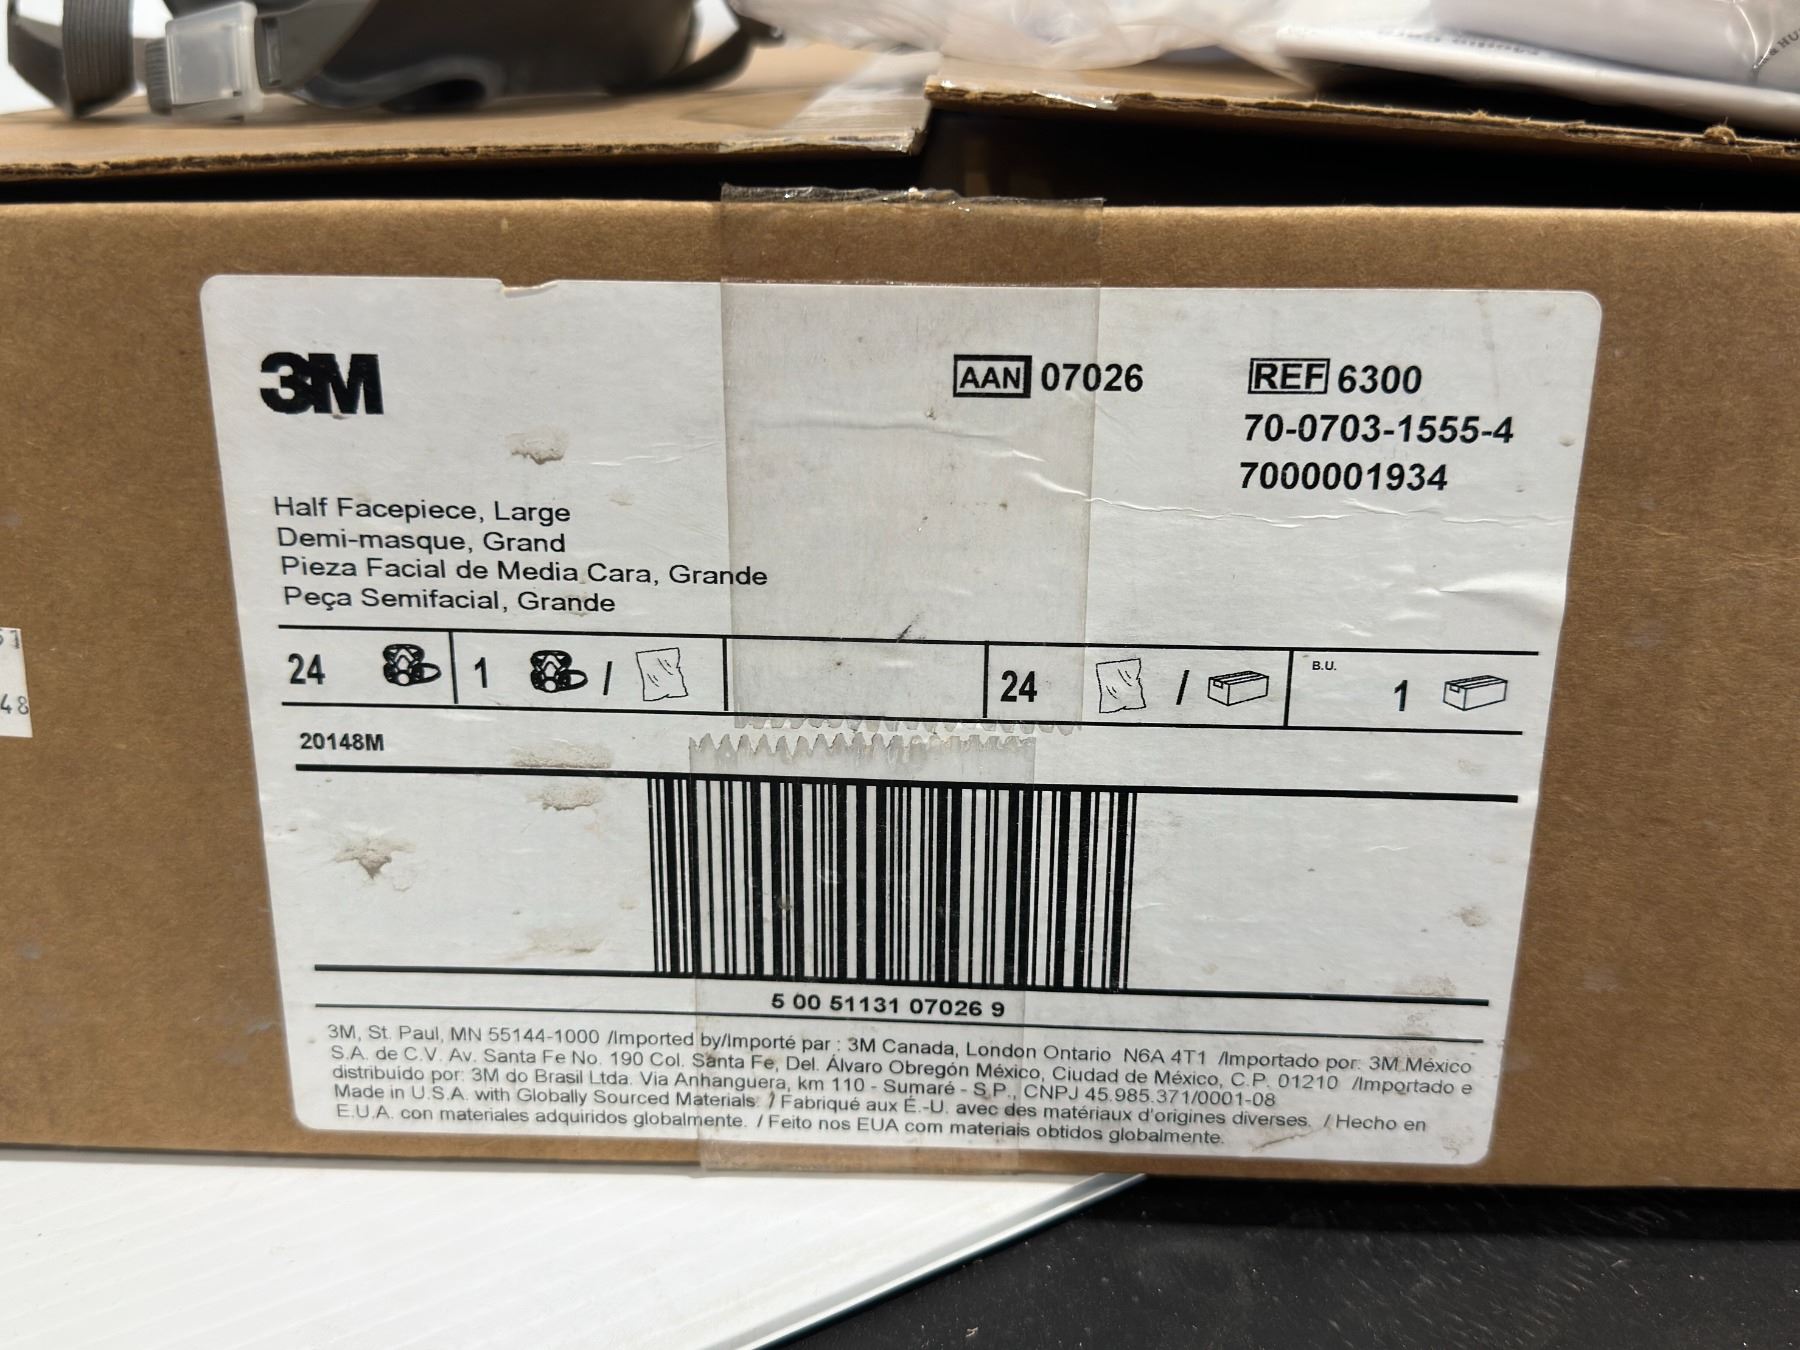 3M
AAN 07026
REF 6300
70-0703-1555-4
7000001934
Half Facepiece, Large
Demi-masque, Grand
Pieza Facial de Media Cara, Grande
Peça Semifacial, Grande
24 1 / 24 / B.U. 1
20148M
5 00 51131 07026 9
3M, St. Paul, MN 55144-1000 /Imported by/Importé par : 3M Canada, London Ontario N6A 4T1 /Importado por: 3M México
S.A. de C.V. Av. Santa Fe No. 190 Col. Santa Fe, Del. Álvaro Obregón México, Ciudad de México, C.P. 01210 /Importado e
distribuído por: 3M do Brasil Ltda. Via Anhanguera, km 110 - Sumaré - S.P., CNPJ 45.985.371/0001-08
Made in U.S.A. with Globally Sourced Materials. / Fabriqué aux É.-U. avec des matériaux d'origines diverses. / Hecho en
E.U.A. con materiales adquiridos globalmente. / Feito nos EUA com materiais obtidos globalmente.
48